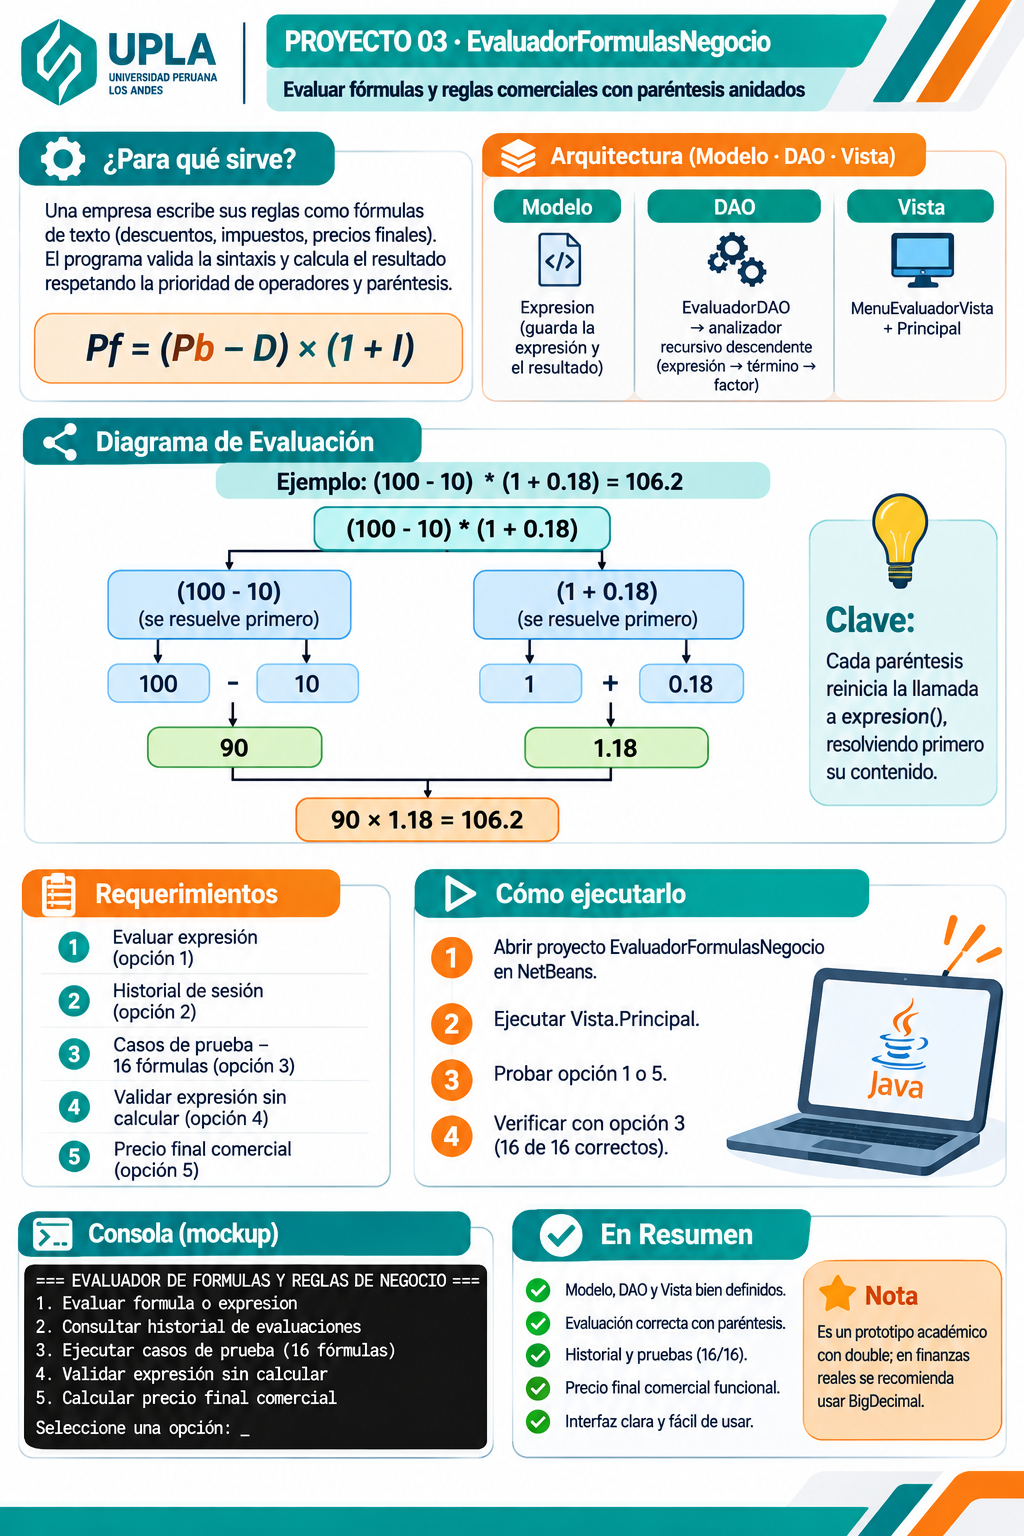 UPLA
UNIVERSIDAD PERUANA
LOS ANDES
PROYECTO 03 · EvaluadorFormulasNegocio
Evaluar fórmulas y reglas comerciales con paréntesis anidados
¿Para qué sirve?
Una empresa escribe sus reglas como fórmulas
de texto (descuentos, impuestos, precios finales).
El programa valida la sintaxis y calcula el resultado
respetando la prioridad de operadores y paréntesis.
Pf = (Pb − D) × (1 + I)
Arquitectura (Modelo · DAO · Vista)
Modelo
</>
Expresion
(guarda la
expresión y
el resultado)
DAO
EvaluadorDAO
→ analizador
recursivo descendente
(expresión → término →
factor)
Vista
MenuEvaluadorVista
+ Principal
Diagrama de Evaluación
Ejemplo: (100 - 10) * (1 + 0.18) = 106.2
(100 - 10) * (1 + 0.18)
(100 - 10)
(se resuelve primero)
(1 + 0.18)
(se resuelve primero)
100 - 10
1 + 0.18
90
1.18
90 × 1.18 = 106.2
Clave:
Cada paréntesis
reinicia la llamada
a expresion(),
resolviendo primero
su contenido.
Requerimientos
1 Evaluar expresión
(opción 1)
2 Historial de sesión
(opción 2)
3 Casos de prueba –
16 fórmulas (opción 3)
4 Validar expresión sin
calcular (opción 4)
5 Precio final comercial
(opción 5)
Cómo ejecutarlo
1 Abrir proyecto EvaluadorFormulasNegocio
en NetBeans.
2 Ejecutar Vista.Principal.
3 Probar opción 1 o 5.
4 Verificar con opción 3
(16 de 16 correctos).
Java
Consola (mockup)
=== EVALUADOR DE FORMULAS Y REGLAS DE NEGOCIO ===
1. Evaluar formula o expresion
2. Consultar historial de evaluaciones
3. Ejecutar casos de prueba (16 fórmulas)
4. Validar expresión sin calcular
5. Calcular precio final comercial
Seleccione una opción: _
En Resumen
Modelo, DAO y Vista bien definidos.
Evaluación correcta con paréntesis.
Historial y pruebas (16/16).
Precio final comercial funcional.
Interfaz clara y fácil de usar.
Nota
Es un prototipo académico
con double; en finanzas
reales se recomienda
usar BigDecimal.